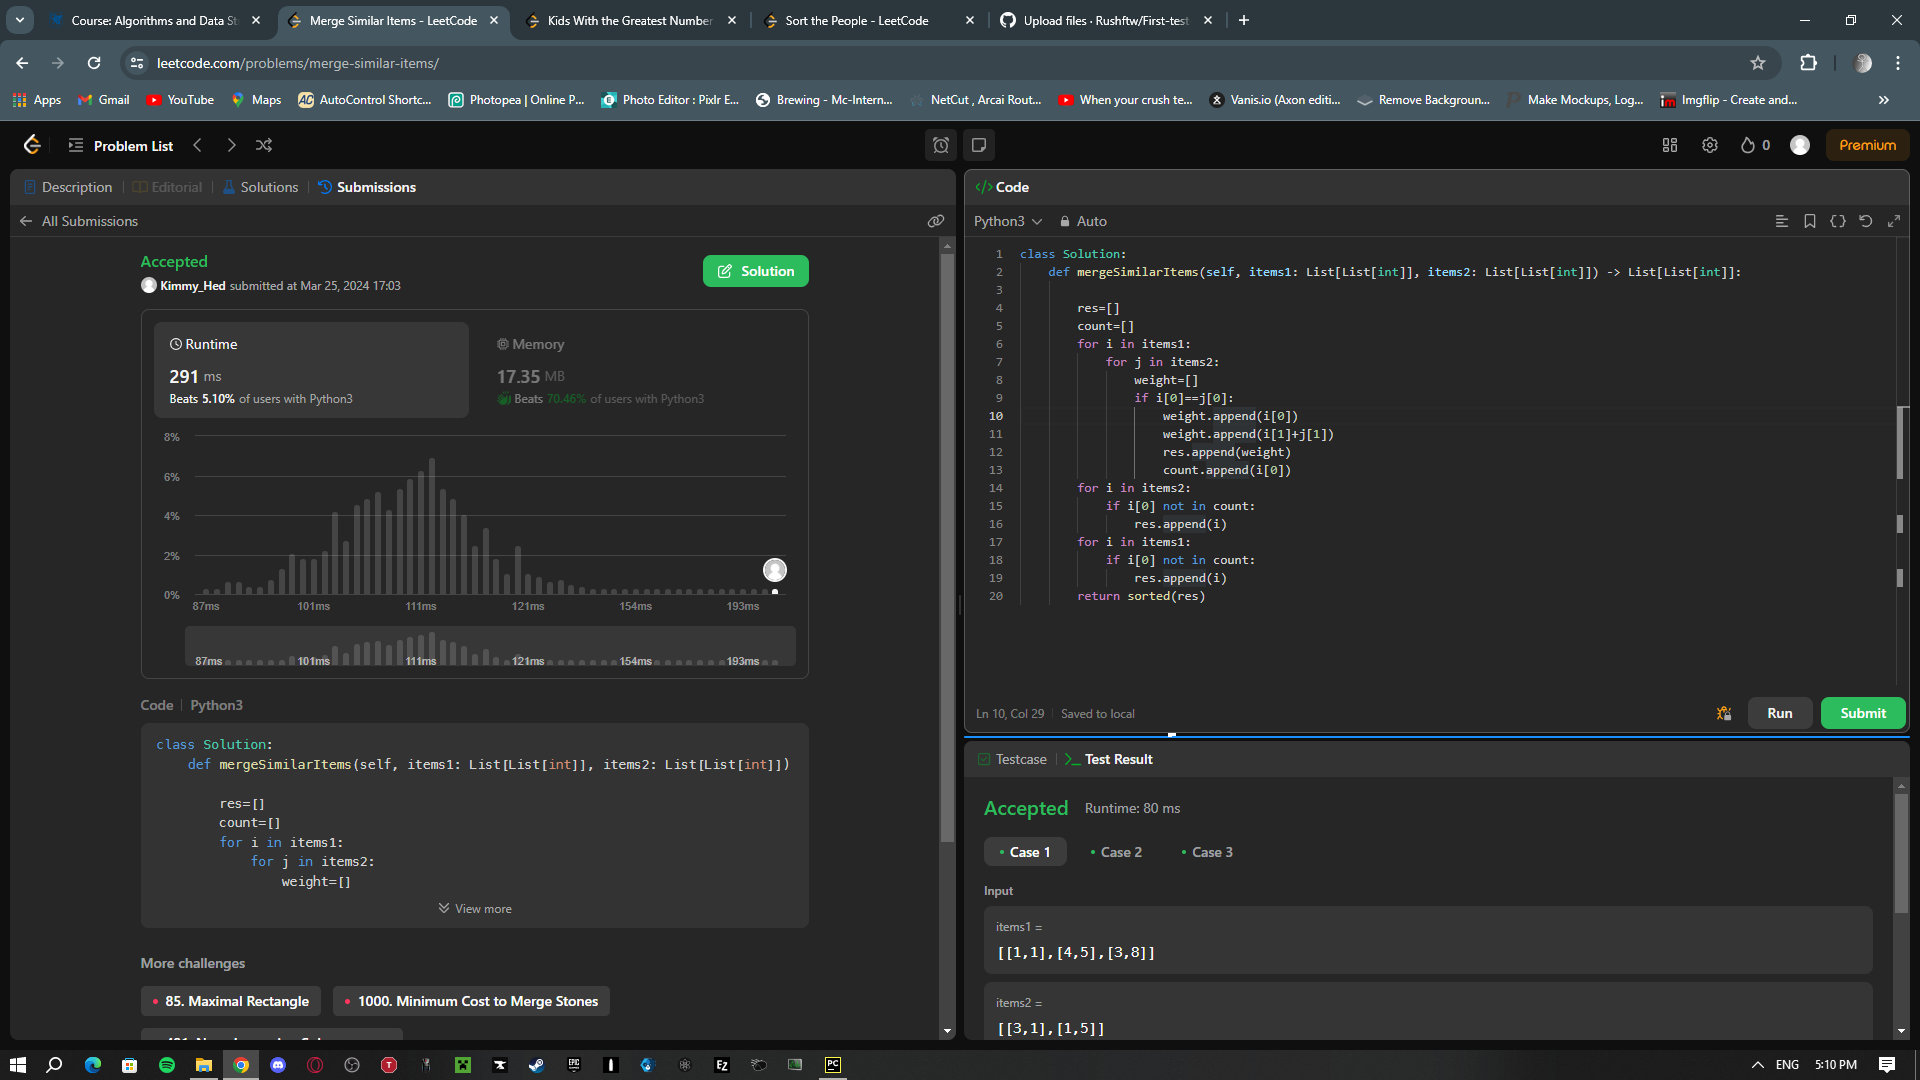 Course: Algorithms and Data St
Merge Similar Items - LeetCode
Kids With the Greatest Number
Sort the People - LeetCode
Upload files · Rushftw/First-test
leetcode.com/problems/merge-similar-items/
Apps
Gmail
YouTube
Maps
AutoControl Shortc...
Photopea | Online P...
Photo Editor : Pixlr E...
Brewing - Mc-Intern...
NetCut , Arcai Rout...
When your crush te...
Vanis.io (Axon editi...
Remove Backgroun...
Make Mockups, Log...
Imgflip - Create and...
Problem List
0
Premium
Description
Editorial
Solutions
Submissions
All Submissions
Accepted
Kimmy_Hed submitted at Mar 25, 2024 17:03
Solution
Runtime
291 ms
Beats 5.10% of users with Python3
Memory
17.35 MB
Beats 70.46% of users with Python3
8%
6%
4%
2%
0%
87ms 101ms 111ms 121ms 154ms 193ms
87ms 101ms 111ms 121ms 154ms 193ms
Code | Python3
class Solution:
def mergeSimilarItems(self, items1: List[List[int]], items2: List[List[int]])
res=[]
count=[]
for i in items1:
for j in items2:
weight=[]
View more
More challenges
85. Maximal Rectangle
1000. Minimum Cost to Merge Stones
</> Code
Python3
Auto
1 class Solution:
2 def mergeSimilarItems(self, items1: List[List[int]], items2: List[List[int]]) -> List[List[int]]:
3
4 res=[]
5 count=[]
6 for i in items1:
7 for j in items2:
8 weight=[]
9 if i[0]==j[0]:
10 weight.append(i[0])
11 weight.append(i[1]+j[1])
12 res.append(weight)
13 count.append(i[0])
14 for i in items2:
15 if i[0] not in count:
16 res.append(i)
17 for i in items1:
18 if i[0] not in count:
19 res.append(i)
20 return sorted(res)
Ln 10, Col 29
Saved to local
Run
Submit
Testcase
Test Result
Accepted
Runtime: 80 ms
Case 1
Case 2
Case 3
Input
items1 =
[[1,1],[4,5],[3,8]]
items2 =
[[3,1],[1,5]]
ENG
5:10 PM